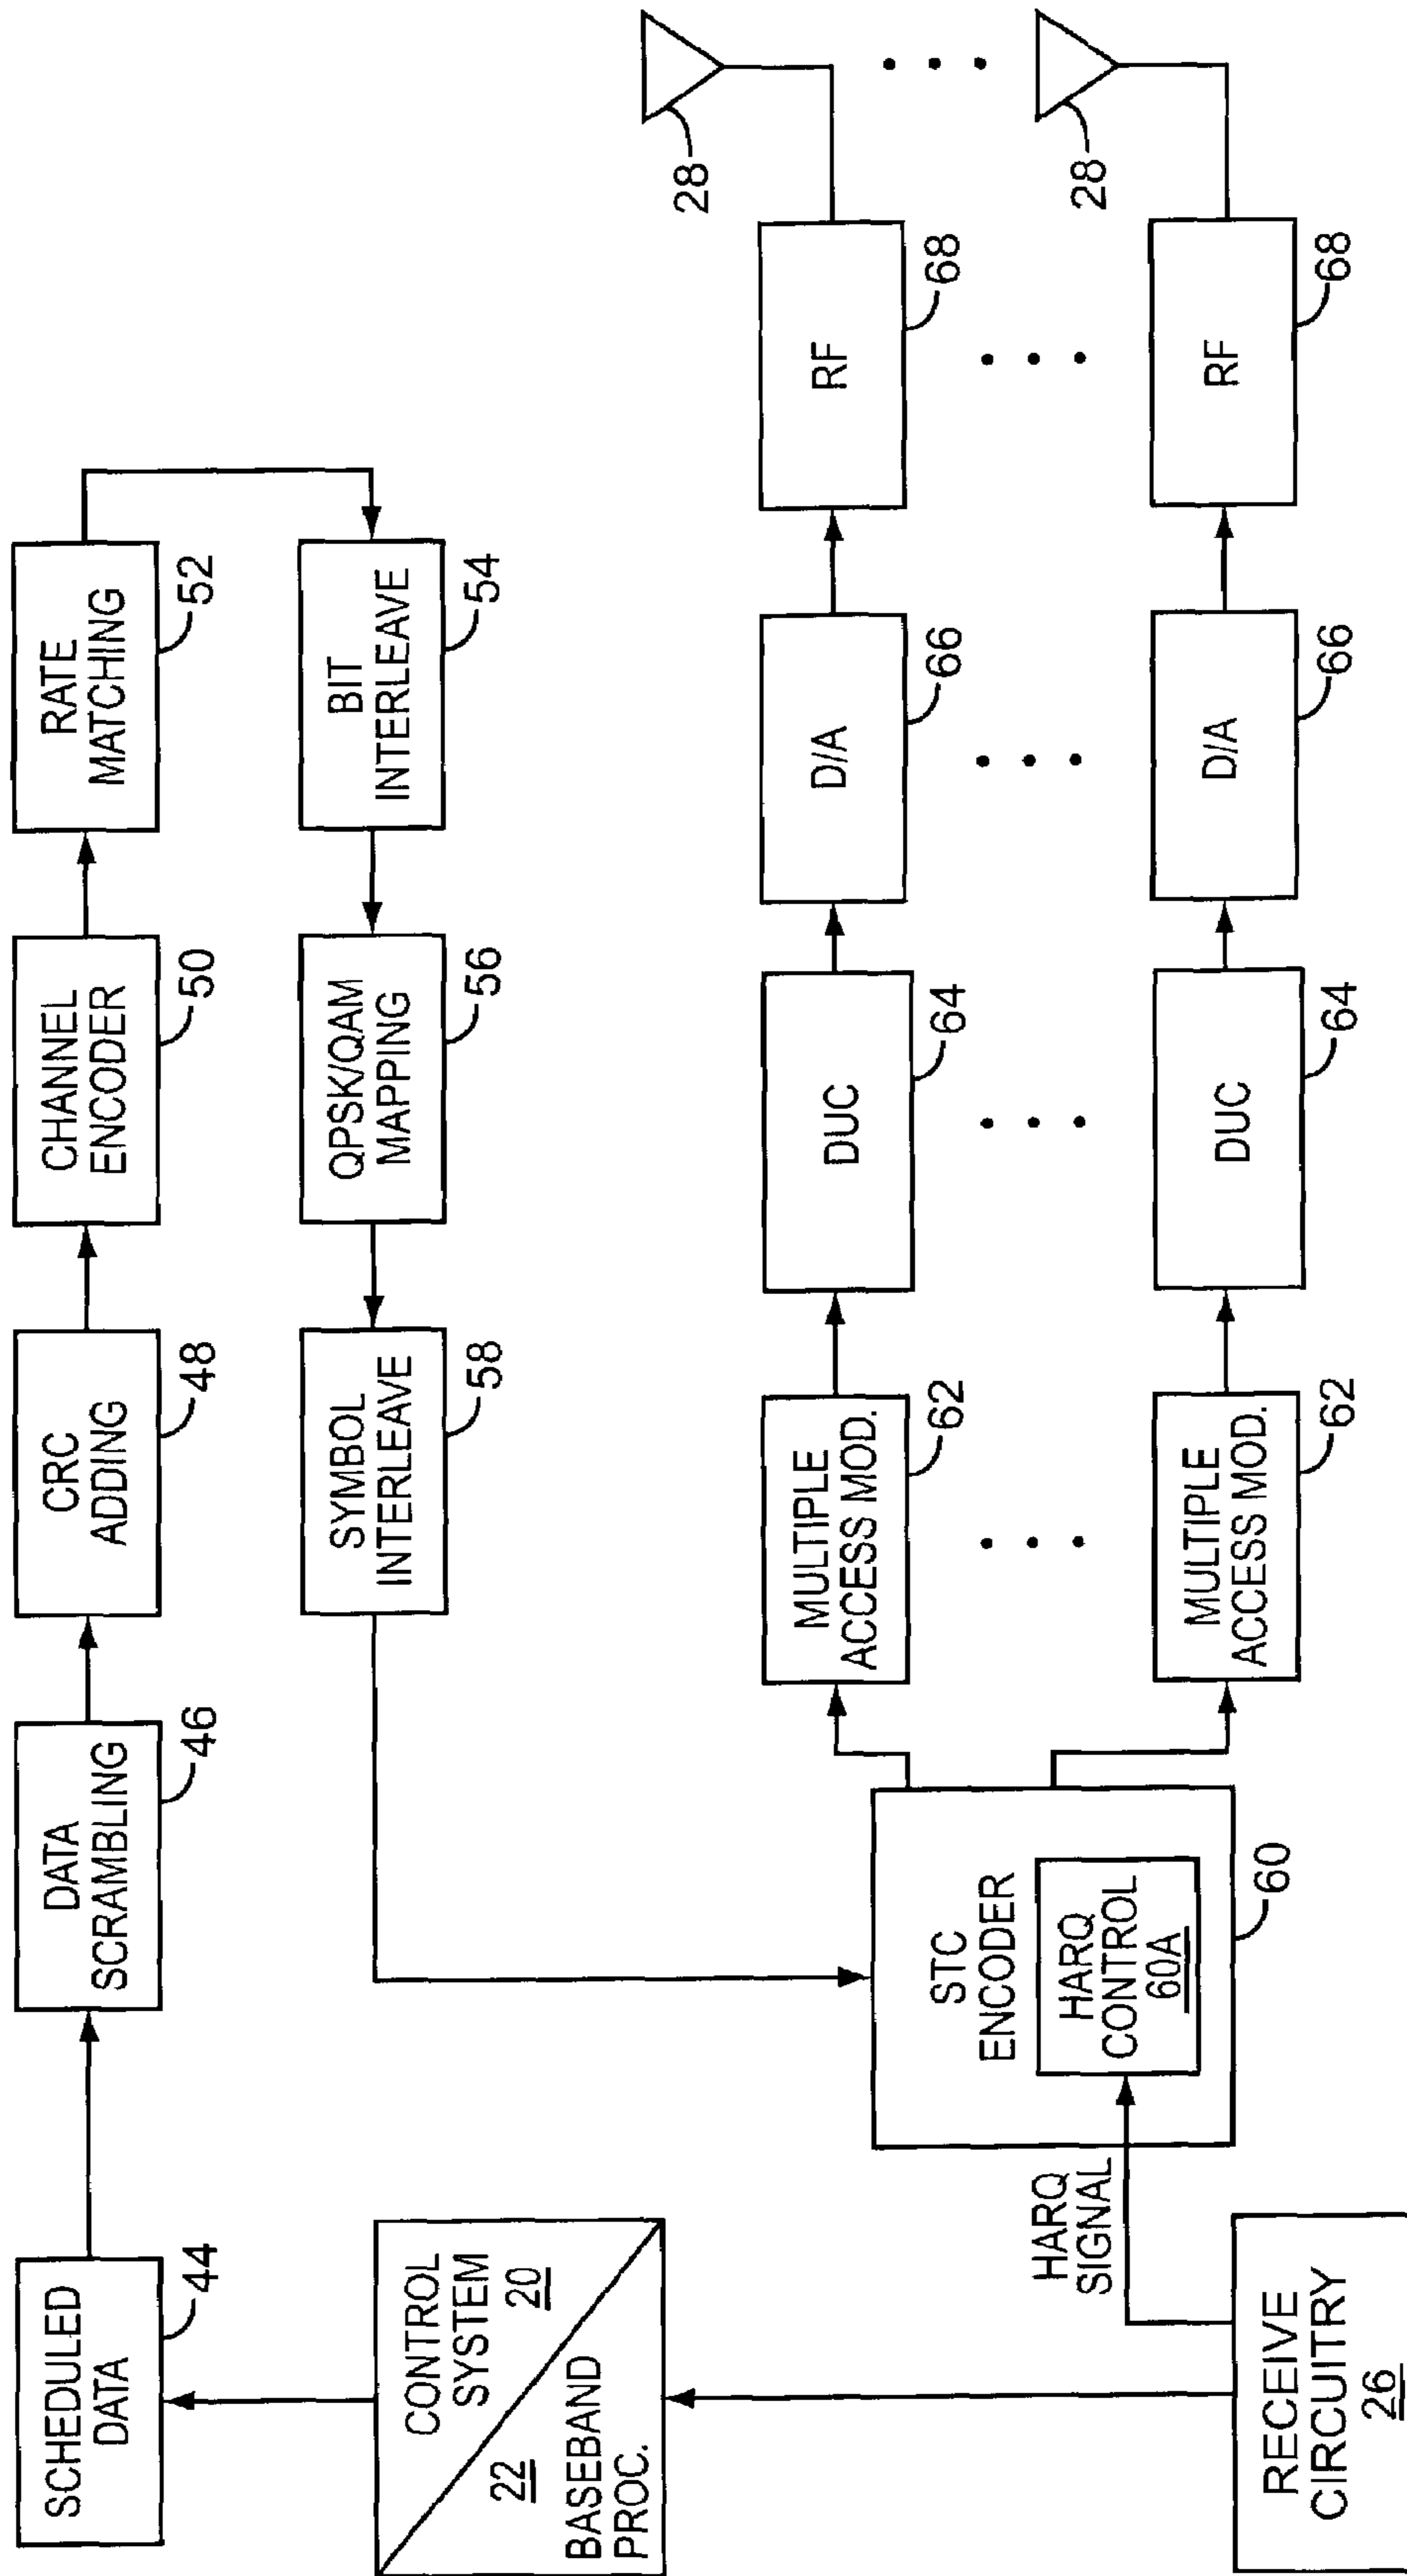 SCHEDULED
DATA
44
DATA
SCRAMBLING
46
CRC
ADDING
48
CHANNEL
ENCODER
50
RATE
MATCHING
52
BIT
INTERLEAVE
54
QPSK/QAM
MAPPING
56
SYMBOL
INTERLEAVE
58
CONTROL
SYSTEM
20
22
BASEBAND
PROC.
RECEIVE
CIRCUITRY
26
HARQ
SIGNAL
STC
ENCODER
HARQ
CONTROL
60A
60
MULTIPLE
ACCESS MOD.
62
DUC
64
D/A
66
RF
68
28
MULTIPLE
ACCESS MOD.
62
DUC
64
D/A
66
RF
68
28